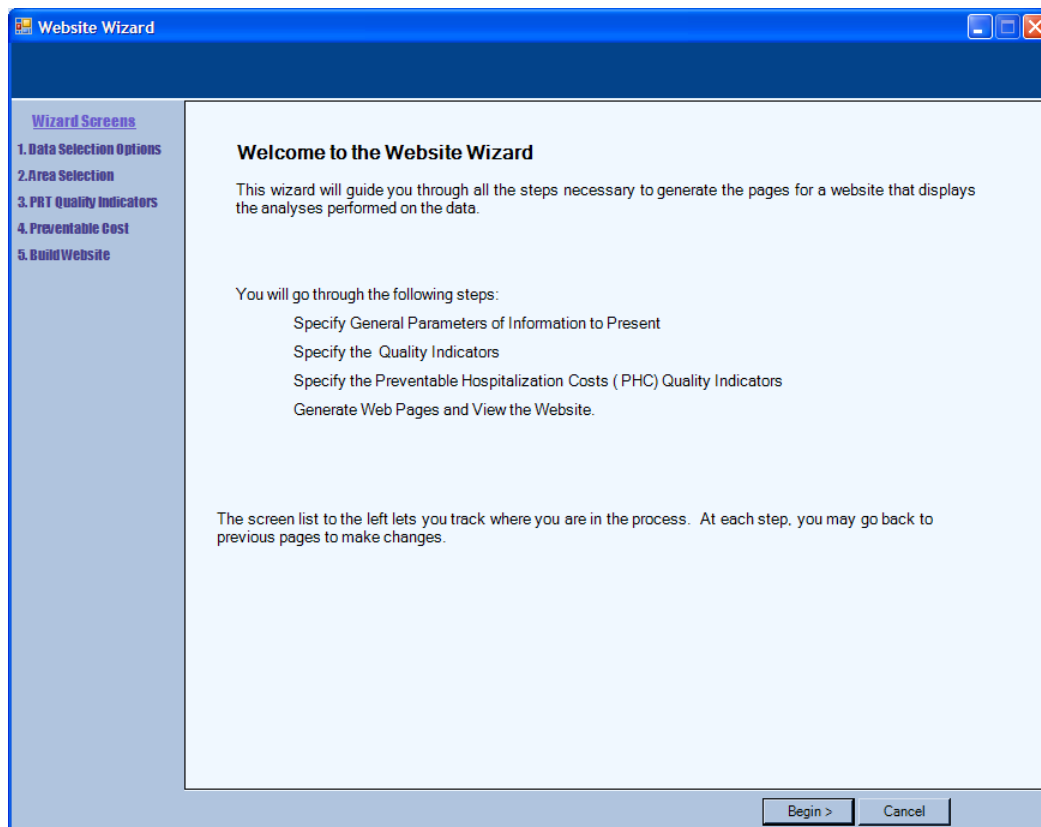 Website Wizard
Wizard Screens
1. Data Selection Options
2.Area Selection
3. PRT Quality Indicators
4. Preventable Cost
5. Build Website
Welcome to the Website Wizard
This wizard will guide you through all the steps necessary to generate the pages for a website that displays
the analyses performed on the data.
You will go through the following steps:
Specify General Parameters of Information to Present
Specify the Quality Indicators
Specify the Preventable Hospitalization Costs ( PHC) Quality Indicators
Generate Web Pages and View the Website.
The screen list to the left lets you track where you are in the process. At each step, you may go back to
previous pages to make changes.
Begin >
Cancel